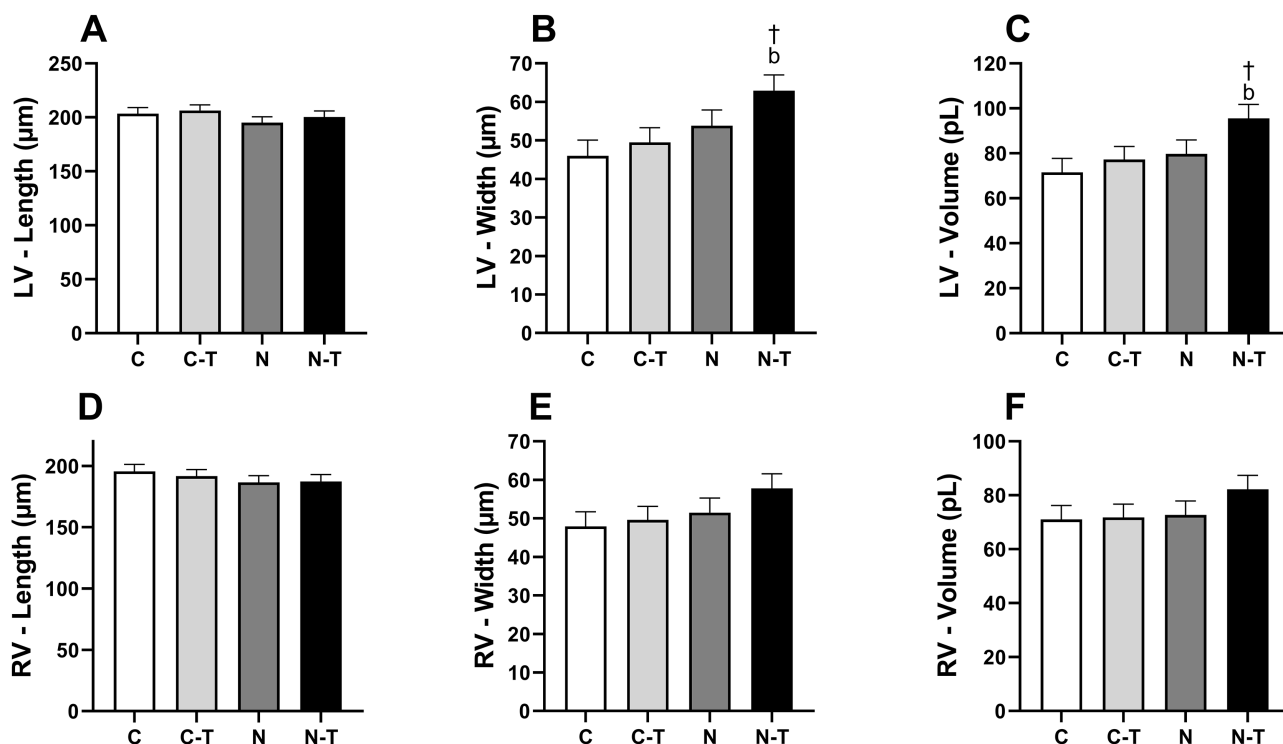 A
LV - Length (µm)
250
200
150
100
50
0
C C-T N N-T
B
LV - Width (µm)
70
60
50
40
30
20
10
0
†
b
C C-T N N-T
C
LV - Volume (pL)
120
100
80
60
40
20
0
†
b
C C-T N N-T
D
RV - Length (µm)
200
150
100
50
0
C C-T N N-T
E
RV - Width (µm)
70
60
50
40
30
20
10
0
C C-T N N-T
F
RV - Volume (pL)
100
80
60
40
20
0
C C-T N N-T